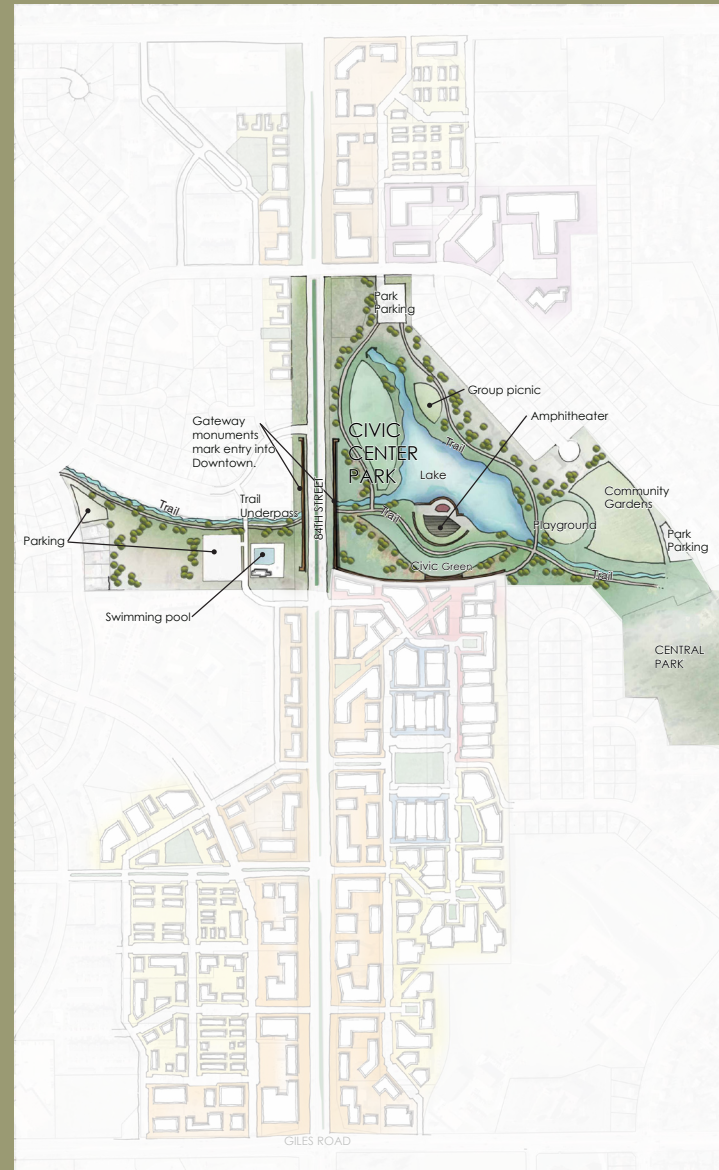 Park
Parking
Group picnic
Amphitheater
Gateway
monuments
mark entry into
Downtown.
CIVIC
CENTER
PARK
Trail
Lake
84TH STREET
Community
Gardens
Trail
Trail
Underpass
Trail
Playground
Park
Parking
Parking
Civic Green
Trail
Swimming pool
CENTRAL
PARK
GILES ROAD